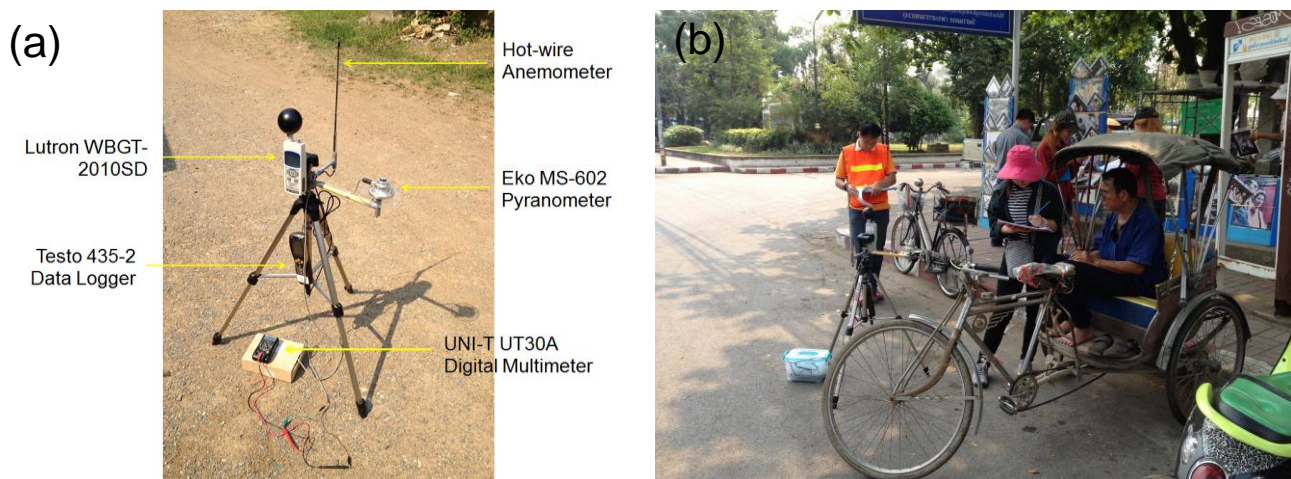 (a)
Hot-wire
Anemometer
Lutron WBGT-
2010SD
Eko MS-602
Pyranometer
Testo 435-2
Data Logger
UNI-T UT30A
Digital Multimeter
(b)